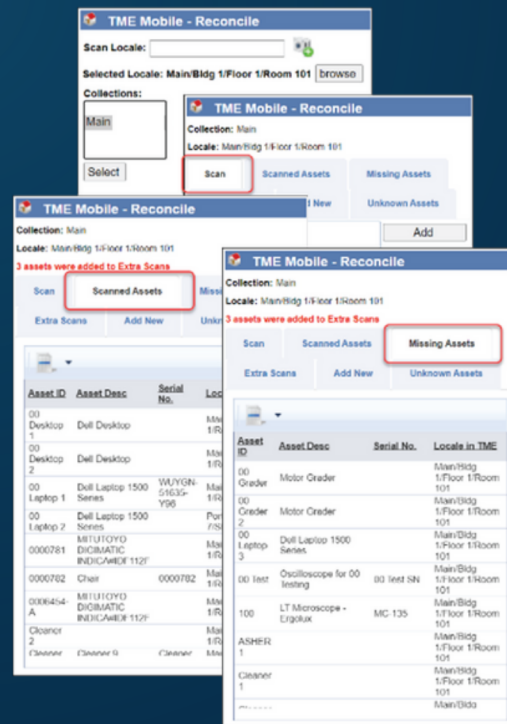 TME Mobile - Reconcile
Scan Locale:
Selected Locale: Main/Bldg 1/Floor 1/Room 101 browse
Collections:
Main
Select
TME Mobile - Reconcile
Collection: Main
Locale: Main/Bldg 1/Floor 1/Room 101
Scan Scanned Assets Missing Assets
New Unknown Assets
Add
TME Mobile - Reconcile
Collection: Main
Locale: Main/Bldg 1/Floor 1/Room 101
3 assets were added to Extra Scans
Scan Scanned Assets
Extra Scans Add New
Asset ID Asset Desc Serial No.
00 Desktop 1 Dell Desktop
00 Desktop 2 Dell Desktop
00 Laptop 1 Dell Laptop 1500 Series WUYGN-51635-Y96
00 Laptop 2 Dell Laptop 1500 Series
0000781 MITUTOYO DIGIMATIC
0000782 Chair 0000782
0006454-A MITUTOYO DIGIMATIC
Cleaner 2
Cleaner Cleaner 9 Cleaner
TME Mobile - Reconcile
Collection: Main
Locale: Main/Bldg 1/Floor 1/Room 101
3 assets were added to Extra Scans
Scan Scanned Assets Missing Assets
Extra Scans Add New Unknown Assets
Asset ID Asset Desc Serial No. Locale in TME
00 Grader Motor Grader Main/Bldg 1/Floor 1/Room 101
00 Grader 2 Motor Grader Main/Bldg 1/Floor 1/Room 101
00 Laptop 3 Dell Laptop 1500 Series Main/Bldg 1/Floor 1/Room 101
00 Test Oscilloscope for 00 Testing 00 Test SN Main/Bldg 1/Floor 1/Room 101
100 LT Microscope - Ergolux MC-135 Main/Bldg 1/Floor 1/Room 101
ASHER 1 Main/Bldg 1/Floor 1/Room 101
Cleaner 1 Main/Bldg 1/Floor 1/Room 101
Main/Bldg